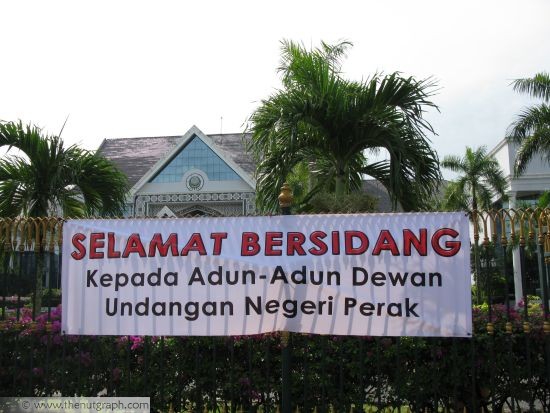 SELAMAT BERSIDANG
Kepada Adun-Adun Dewan
Undangan Negeri Perak
© www.thenutgraph.com